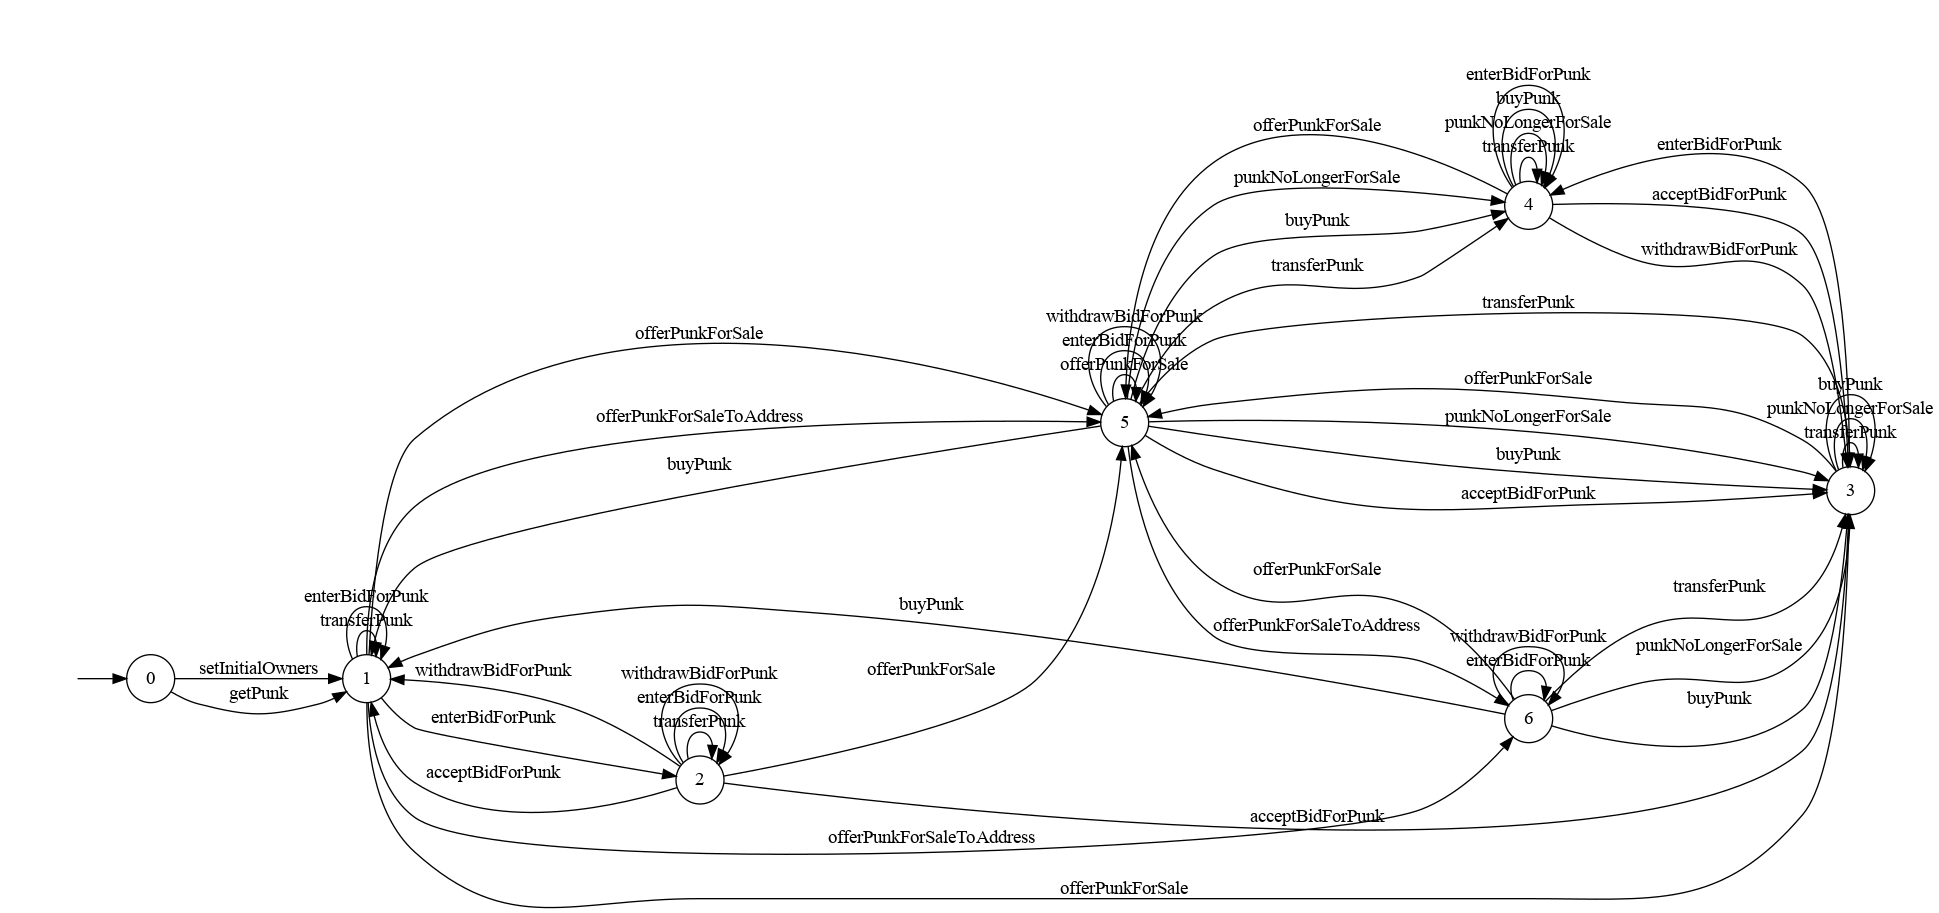 enterBidForPunk
buyPunk
punkNoLongerForSale
transferPunk
offerPunkForSale
enterBidForPunk
punkNoLongerForSale
acceptBidForPunk
4
buyPunk
withdrawBidForPunk
transferPunk
transferPunk
withdrawBidForPunk
enterBidForPunk
offerPunkForSale
offerPunkForSale
offerPunkForSale
buyPunk
punkNoLongerForSale
transferPunk
offerPunkForSaleToAddress
5
punkNoLongerForSale
buyPunk
buyPunk
acceptBidForPunk
3
offerPunkForSale
enterBidForPunk
transferPunk
buyPunk
transferPunk
offerPunkForSaleToAddress
withdrawBidForPunk
enterBidForPunk
punkNoLongerForSale
setInitialOwners
0
1
getPunk
withdrawBidForPunk
withdrawBidForPunk
enterBidForPunk
transferPunk
offerPunkForSale
buyPunk
enterBidForPunk
6
acceptBidForPunk
2
acceptBidForPunk
offerPunkForSaleToAddress
offerPunkForSale